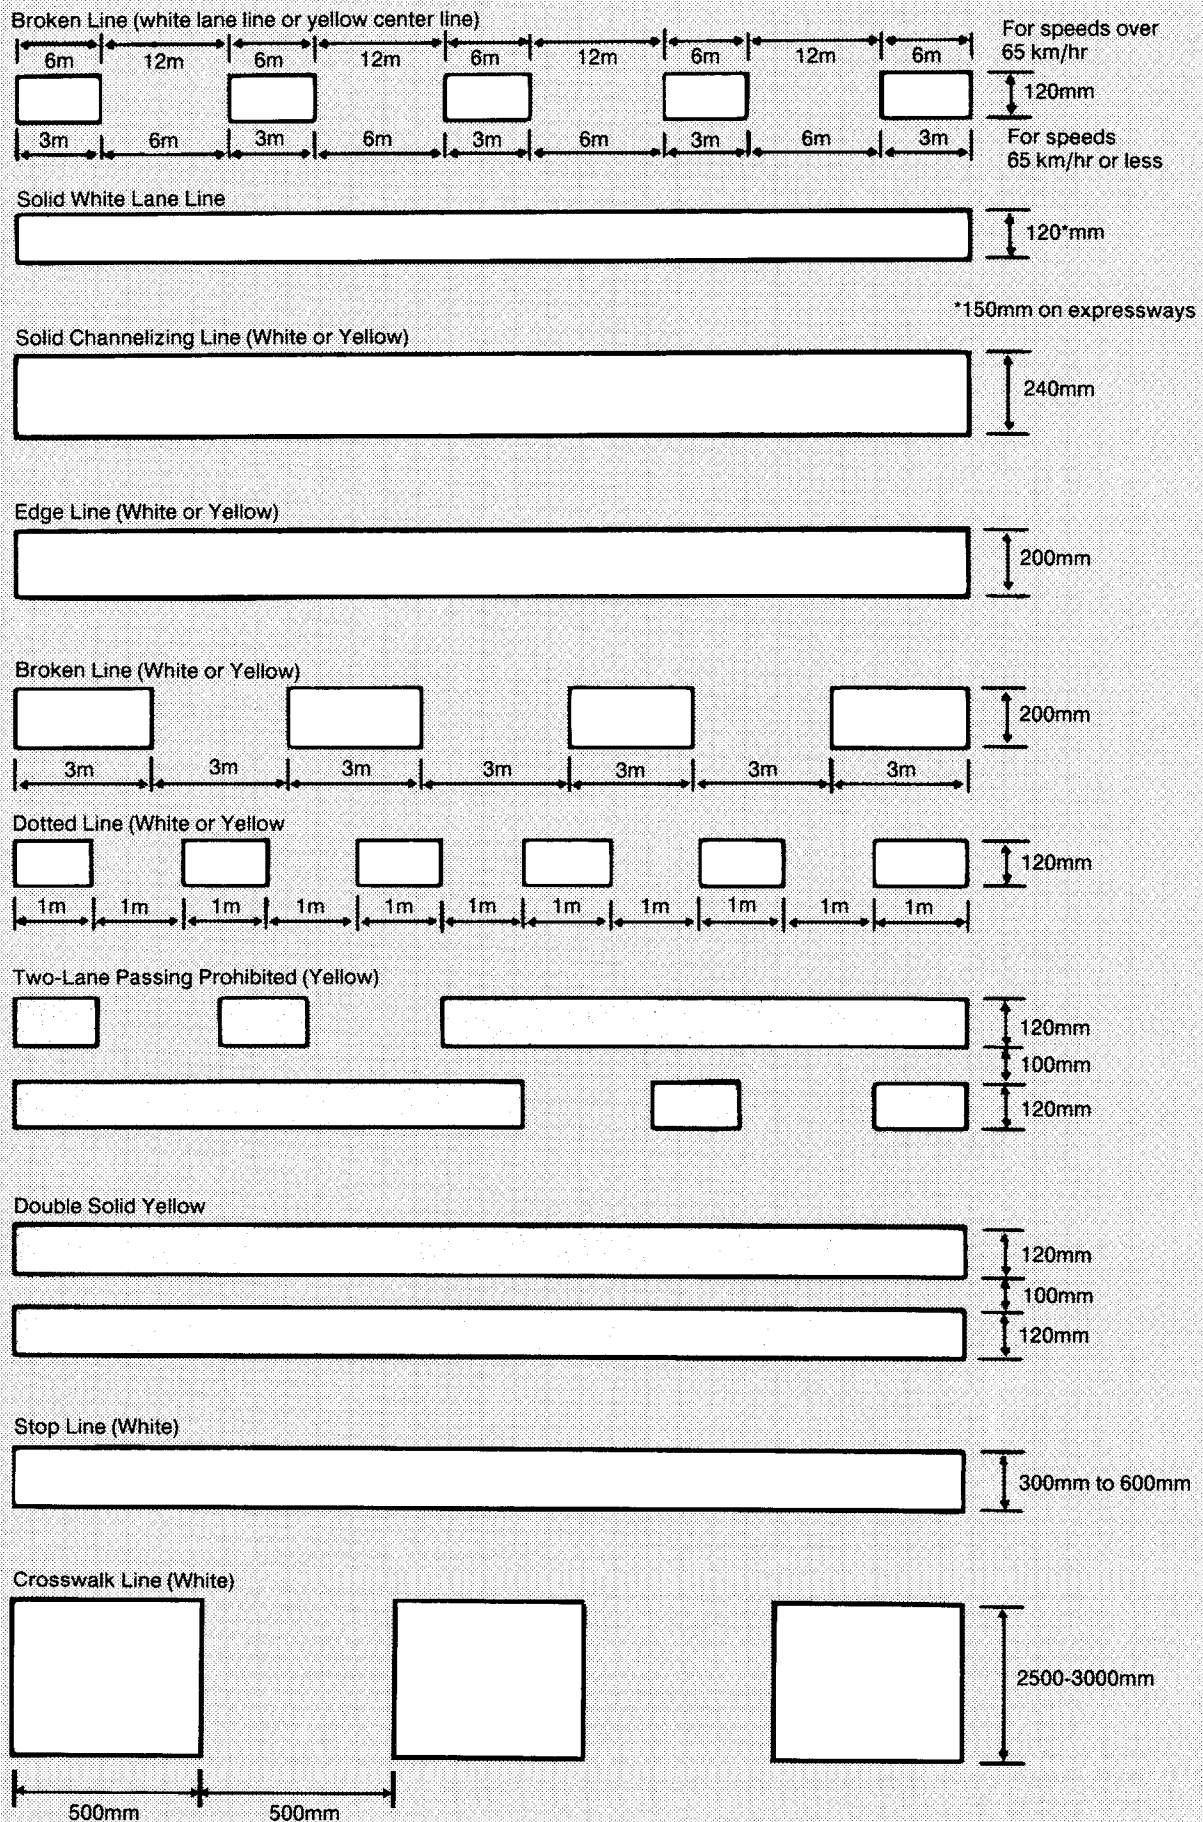 Broken Line (white lane line or yellow center line)
For speeds over
65 km/hr
6m 12m 6m 12m 6m 12m 6m 12m 6m
120mm
3m 6m 3m 6m 3m 6m 3m 6m 3m
For speeds
65 km/hr or less
Solid White Lane Line
120*mm
*150mm on expressways
Solid Channelizing Line (White or Yellow)
240mm
Edge Line (White or Yellow)
200mm
Broken Line (White or Yellow)
200mm
3m 3m 3m 3m 3m 3m 3m
Dotted Line (White or Yellow
120mm
1m 1m 1m 1m 1m 1m 1m 1m 1m 1m 1m
Two-Lane Passing Prohibited (Yellow)
120mm
100mm
120mm
Double Solid Yellow
120mm
100mm
120mm
Stop Line (White)
300mm to 600mm
Crosswalk Line (White)
2500-3000mm
500mm 500mm